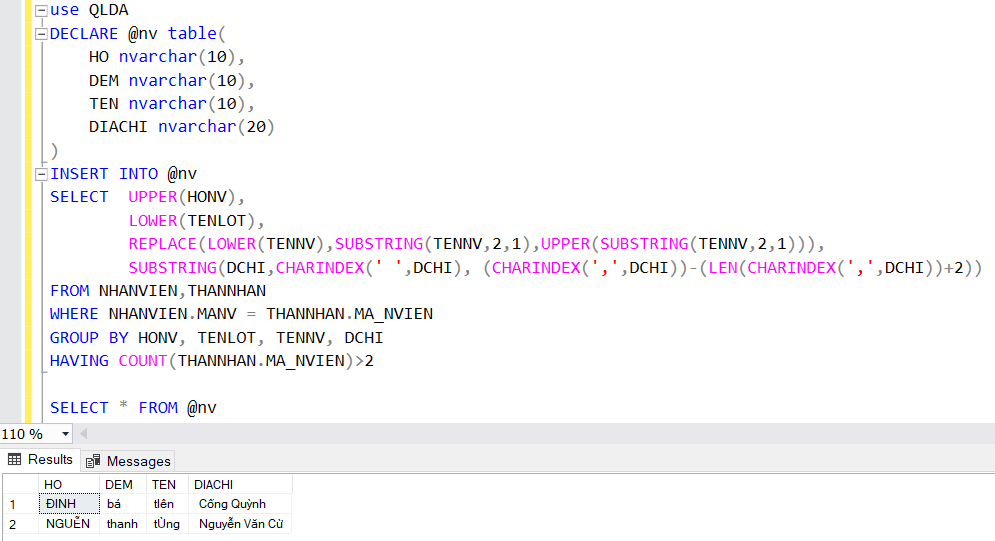 use QLDA
DECLARE @nv table(
HO nvarchar(10),
DEM nvarchar(10),
TEN nvarchar(10),
DIACHI nvarchar(20)
)
INSERT INTO @nv
SELECT  UPPER(HONV),
LOWER(TENLOT),
REPLACE(LOWER(TENNV),SUBSTRING(TENNV,2,1),UPPER(SUBSTRING(TENNV,2,1))),
SUBSTRING(DCHI,CHARINDEX(' ',DCHI), (CHARINDEX(',',DCHI))-(LEN(CHARINDEX(',',DCHI))+2))
FROM NHANVIEN,THANNHAN
WHERE NHANVIEN.MANV = THANNHAN.MA_NVIEN
GROUP BY HONV, TENLOT, TENNV, DCHI
HAVING COUNT(THANNHAN.MA_NVIEN)>2
SELECT * FROM @nv
110 %
Results Messages
HO DEM TEN DIACHI
1 ĐINH bá tIên Cống Quỳnh
2 NGUỄN thanh tÙng Nguyễn Văn Cừ